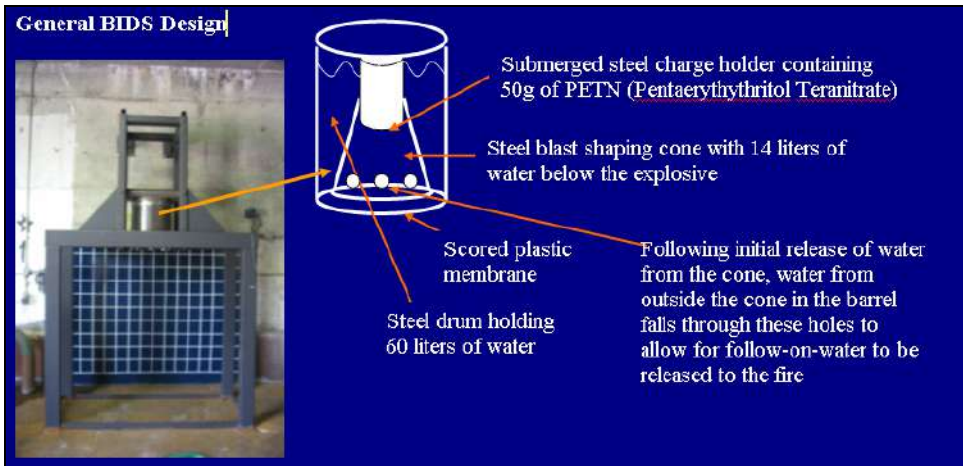 General BIDS Design
Submerged steel charge holder containing
50g of PETN (Pentaerythythritol Teranitrate)
Steel blast shaping cone with 14 liters of
water below the explosive
Scored plastic
membrane
Steel drum holding
60 liters of water
Following initial release of water
from the cone, water from
outside the cone in the barrel
falls through these holes to
allow for follow-on-water to be
released to the fire